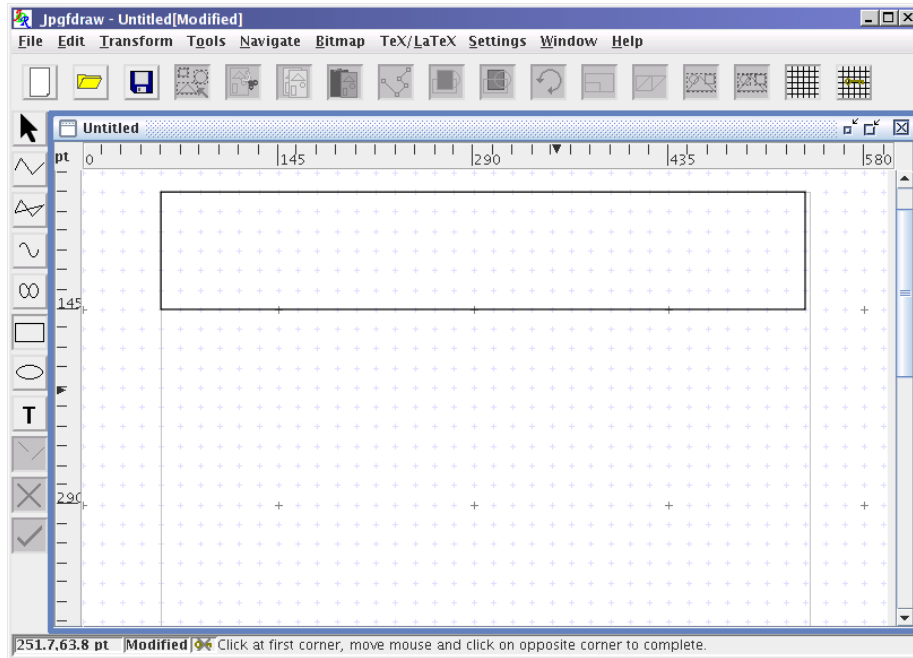 Jpgfdraw - Untitled[Modified]
File Edit Transform Tools Navigate Bitmap TeX/LaTeX Settings Window Help
Untitled
pt 0 145 290 435 580
145
T
290
251.7,63.8 pt Modified Click at first corner, move mouse and click on opposite corner to complete.